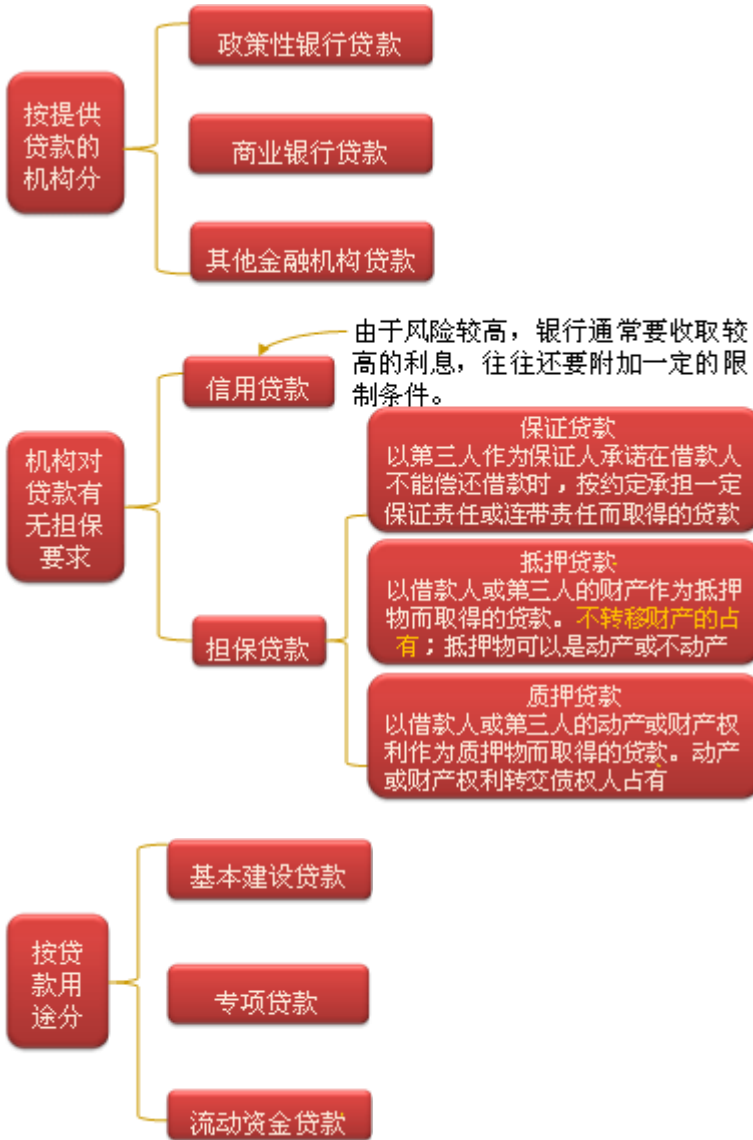 政策性银行贷款
按提供
贷款的
机构分
商业银行贷款
其他金融机构贷款
由于风险较高，银行通常要收取较
高的利息，往往还要附加一定的限
制条件。
信用贷款
机构对
贷款有
无担保
要求
保证贷款
以第三人作为保证人承诺在借款人
不能偿还借款时，按约定承担一定
保证责任或连带责任而取得的贷款
担保贷款
抵押贷款
以借款人或第三人的财产作为抵押
物而取得的贷款。不转移财产的占
有；抵押物可以是动产或不动产
质押贷款
以借款人或第三人的动产或财产权
利作为质押物而取得的贷款。动产
或财产权利转交债权人占有
按贷
款用
途分
基本建设贷款
专项贷款
流动资金贷款